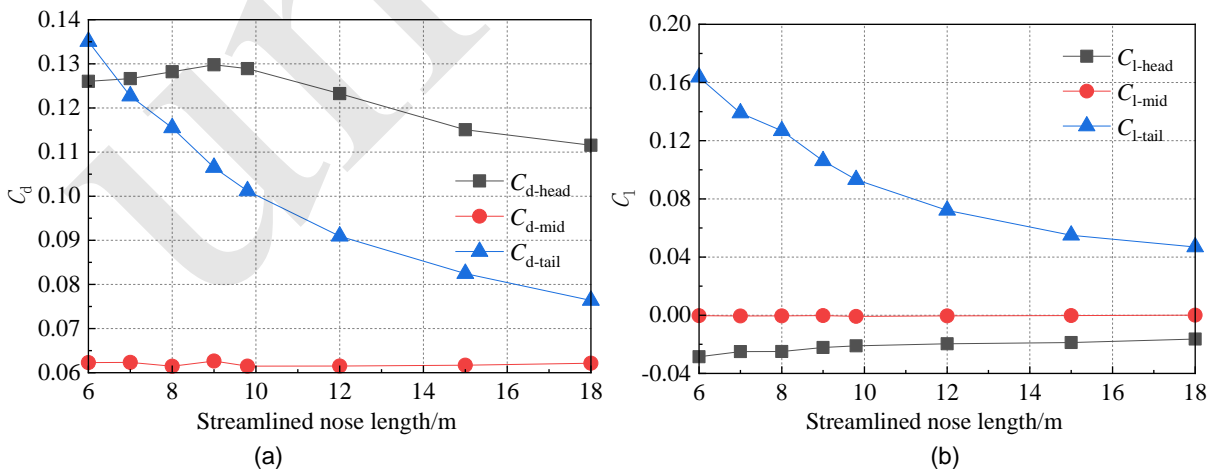 0.14
0.13
0.12
0.11
0.10
0.09
0.08
0.07
0.06
C_d
6 8 10 12 14 16 18
Streamlined nose length/m
C_d-head
C_d-mid
C_d-tail
(a)
0.20
0.16
0.12
0.08
0.04
0.00
-0.04
C_l
6 8 10 12 14 16 18
Streamlined nose length/m
C_l-head
C_l-mid
C_l-tail
(b)